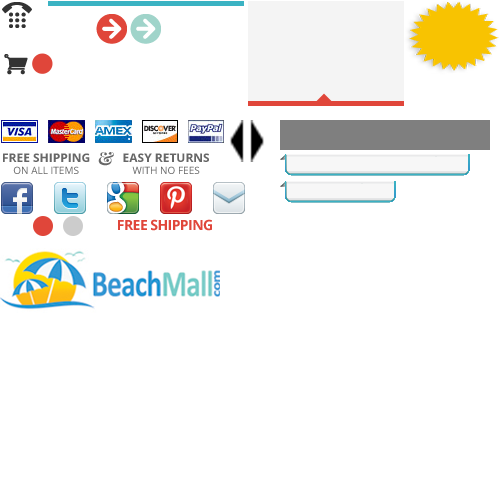 VISA
MasterCard
AMEX
DISCOVER
PayPal
FREE SHIPPING & EASY RETURNS
ON ALL ITEMS WITH NO FEES
f
t
g
P
FREE SHIPPING
BeachMall.com